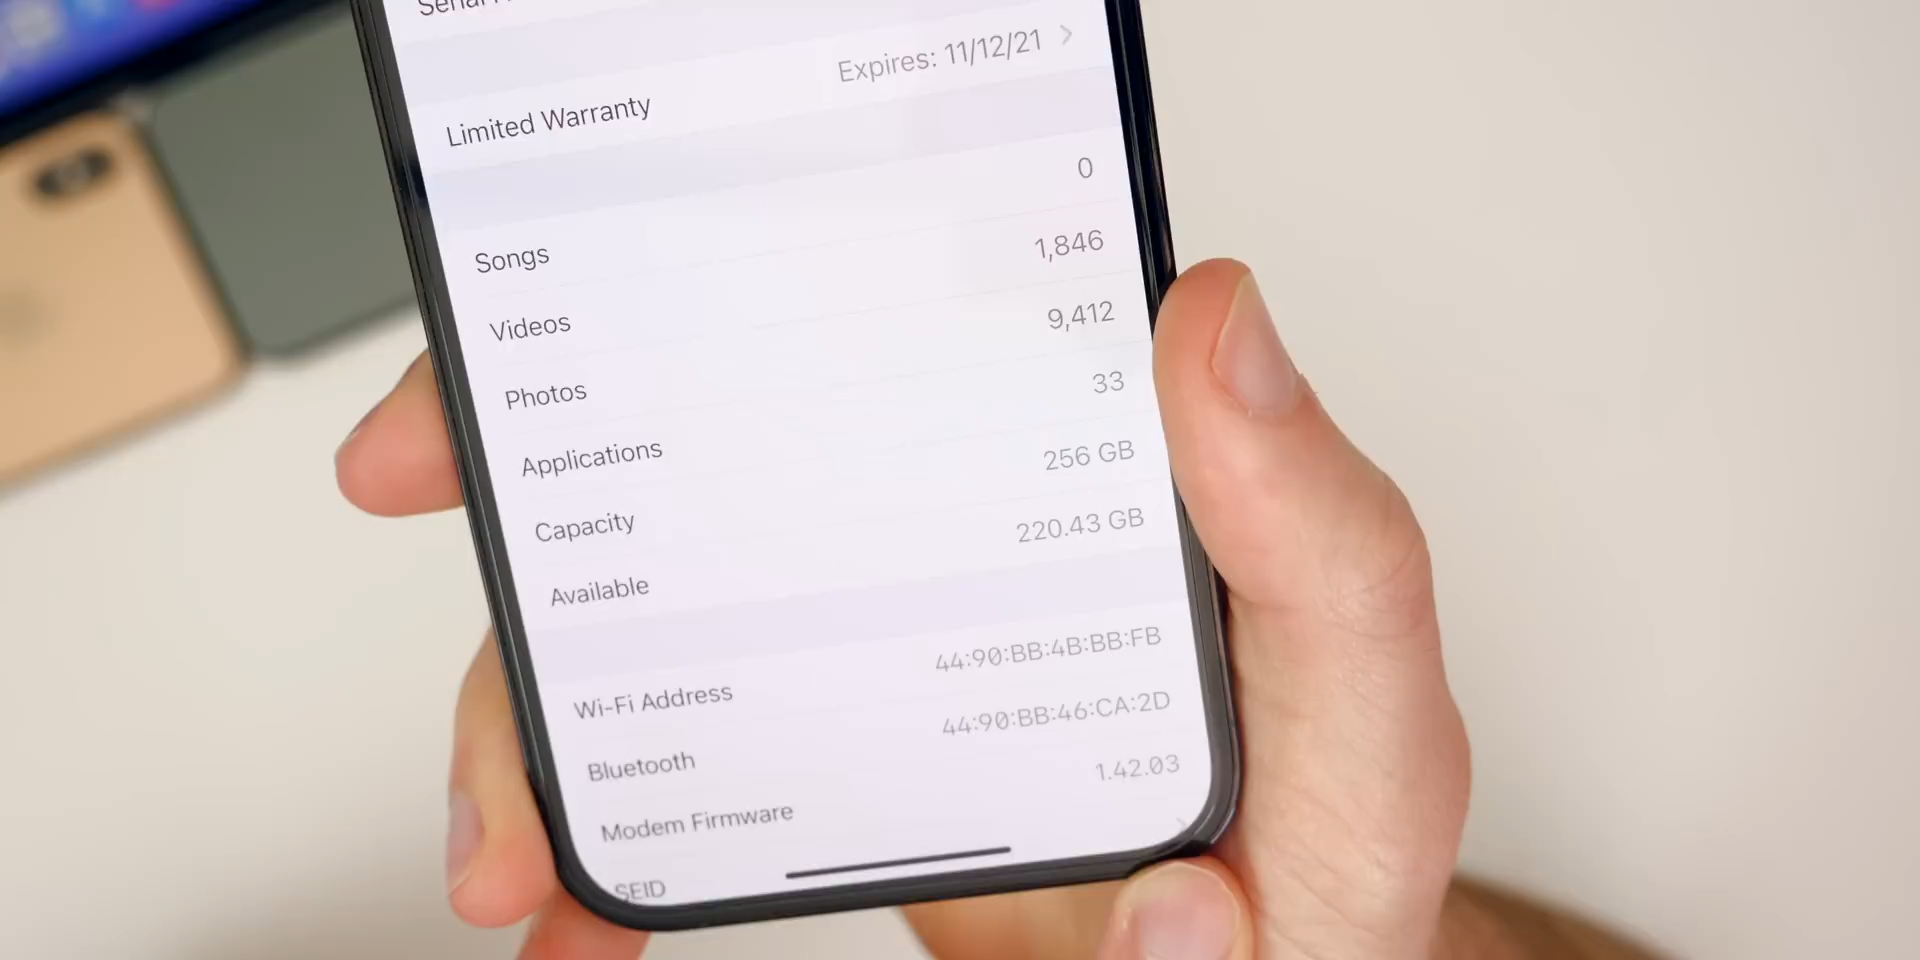 Limited Warranty Expires: 11/12/21
Songs 0
Videos 1,846
Photos 9,412
Applications 33
Capacity 256 GB
Available 220.43 GB
Wi-Fi Address 44:90:BB:4B:BB:FB
Bluetooth 44:90:BB:46:CA:2D
Modem Firmware 1.42.03
SEID